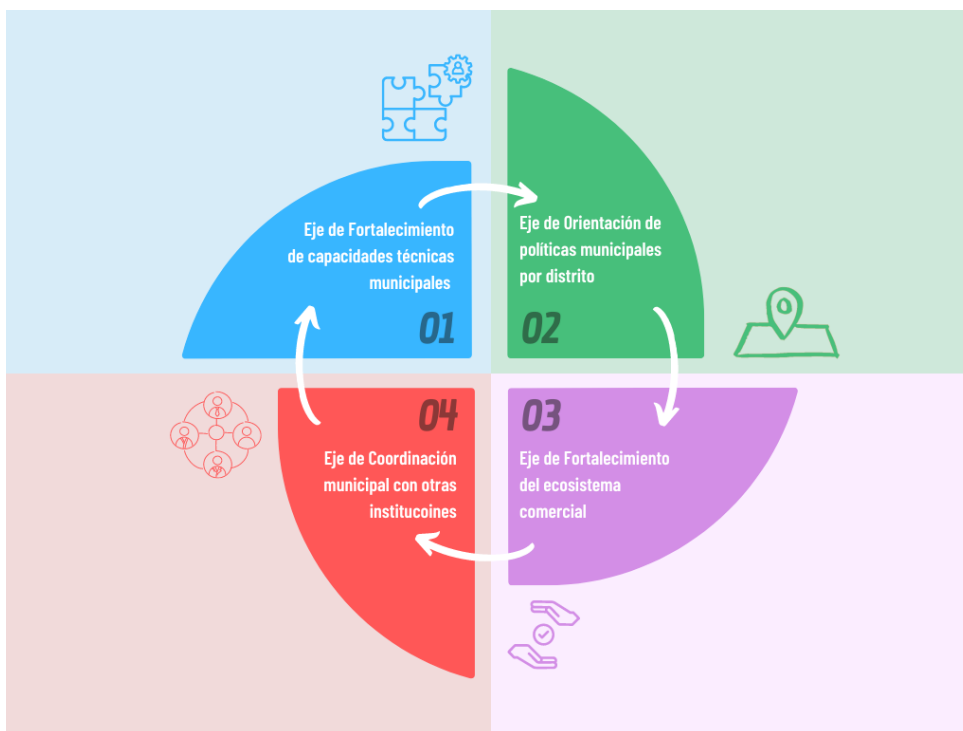 Eje de Fortalecimiento
de capacidades técnicas
municipales
01
Eje de Orientación de
políticas municipales
por distrito
02
03
Eje de Fortalecimiento
del ecosistema
comercial
04
Eje de Coordinación
municipal con otras
institucoines